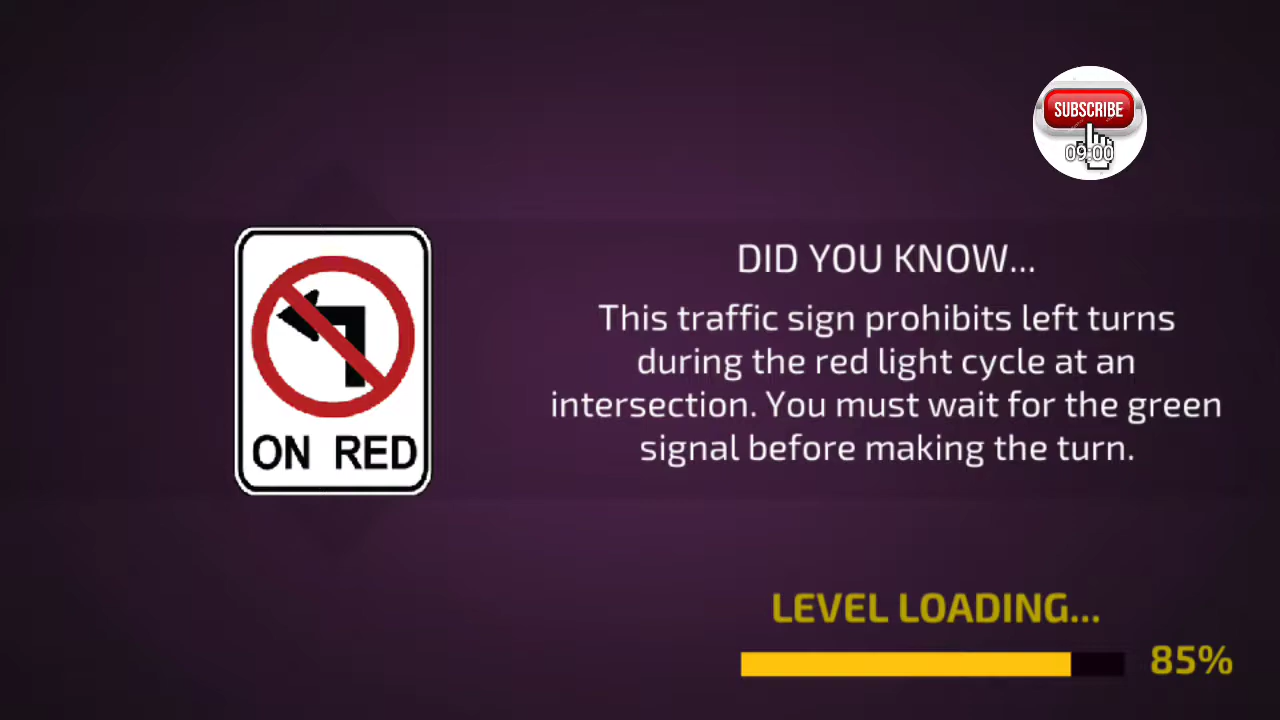 SUBSCRIBE
09:00
DID YOU KNOW...
This traffic sign prohibits left turns
during the red light cycle at an
intersection. You must wait for the green
signal before making the turn.
ON RED
LEVEL LOADING...
85%